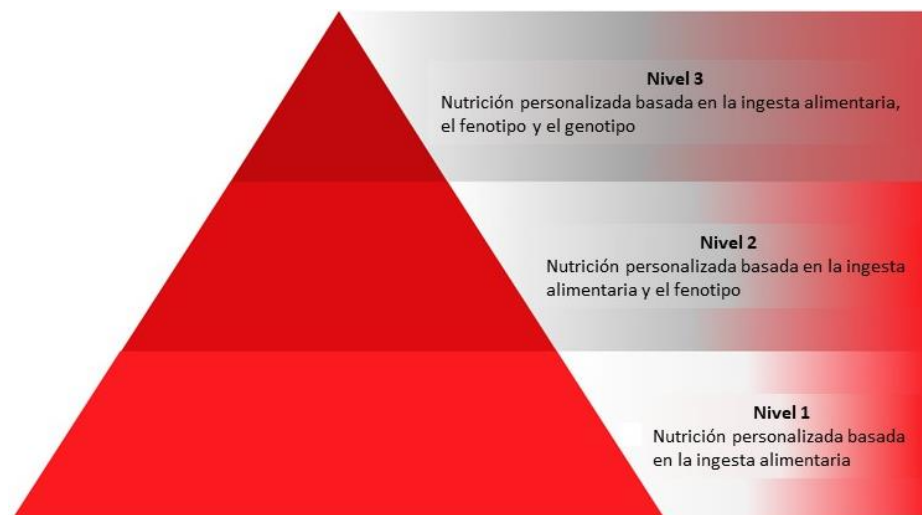 Nivel 3
Nutrición personalizada basada en la ingesta alimentaria,
el fenotipo y el genotipo
Nivel 2
Nutrición personalizada basada en la ingesta
alimentaria y el fenotipo
Nivel 1
Nutrición personalizada basada
en la ingesta alimentaria